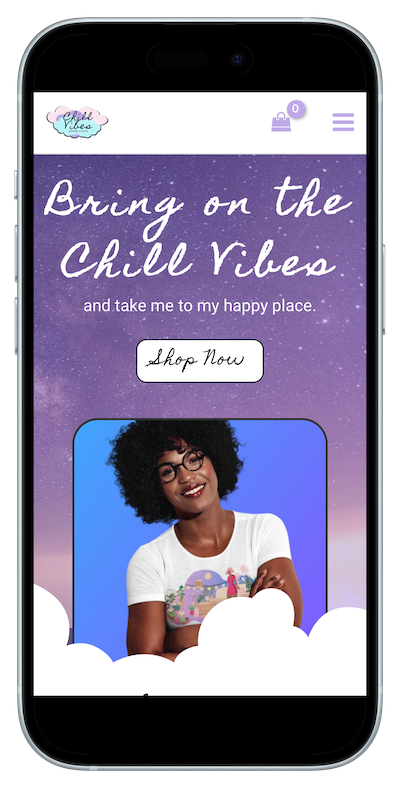 Chill
Vibes
0
Bring on the
Chill Vibes
and take me to my happy place.
Shop Now